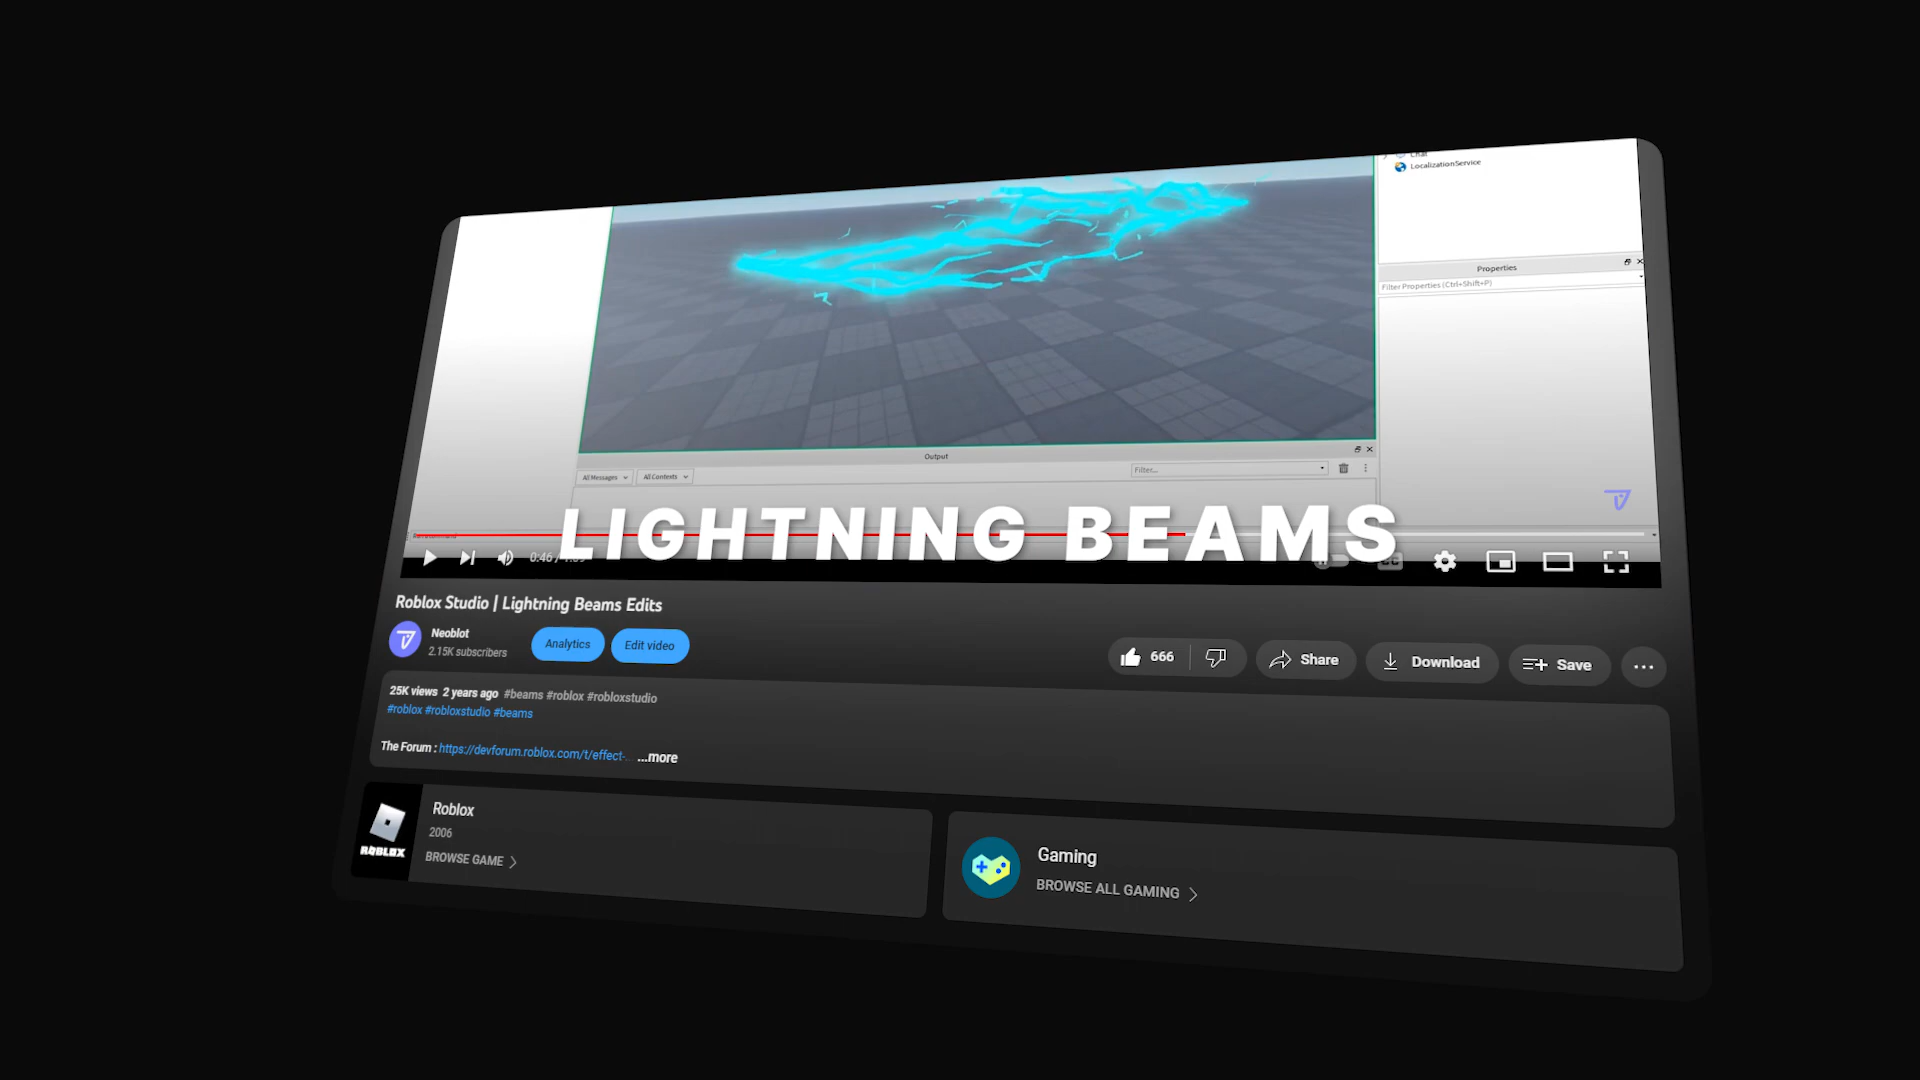 Chat
LocalizationService
Properties
Filter Properties (Ctrl+Shift+P)
Output
All Messages
All Contexts
Filter...
LIGHTNING BEAMS
0:46 /
Roblox Studio | Lightning Beams Edits
Neoblot
2.15K subscribers
Analytics
Edit video
666
Share
Download
Save
25K views 2 years ago #beams #roblox #robloxstudio
#roblox #robloxstudio #beams
The Forum : https://devforum.roblox.com/t/effect-... ...more
ROBLOX
Roblox
2006
BROWSE GAME
Gaming
BROWSE ALL GAMING